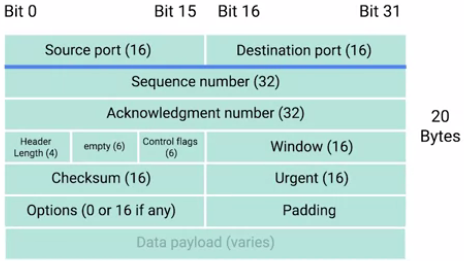 Bit 0 Bit 15 Bit 16 Bit 31
Source port (16) Destination port (16)
Sequence number (32)
Acknowledgment number (32)
Header
Length (4)
empty (6)
Control flags
(6)
Window (16)
20
Bytes
Checksum (16) Urgent (16)
Options (0 or 16 if any) Padding
Data payload (varies)